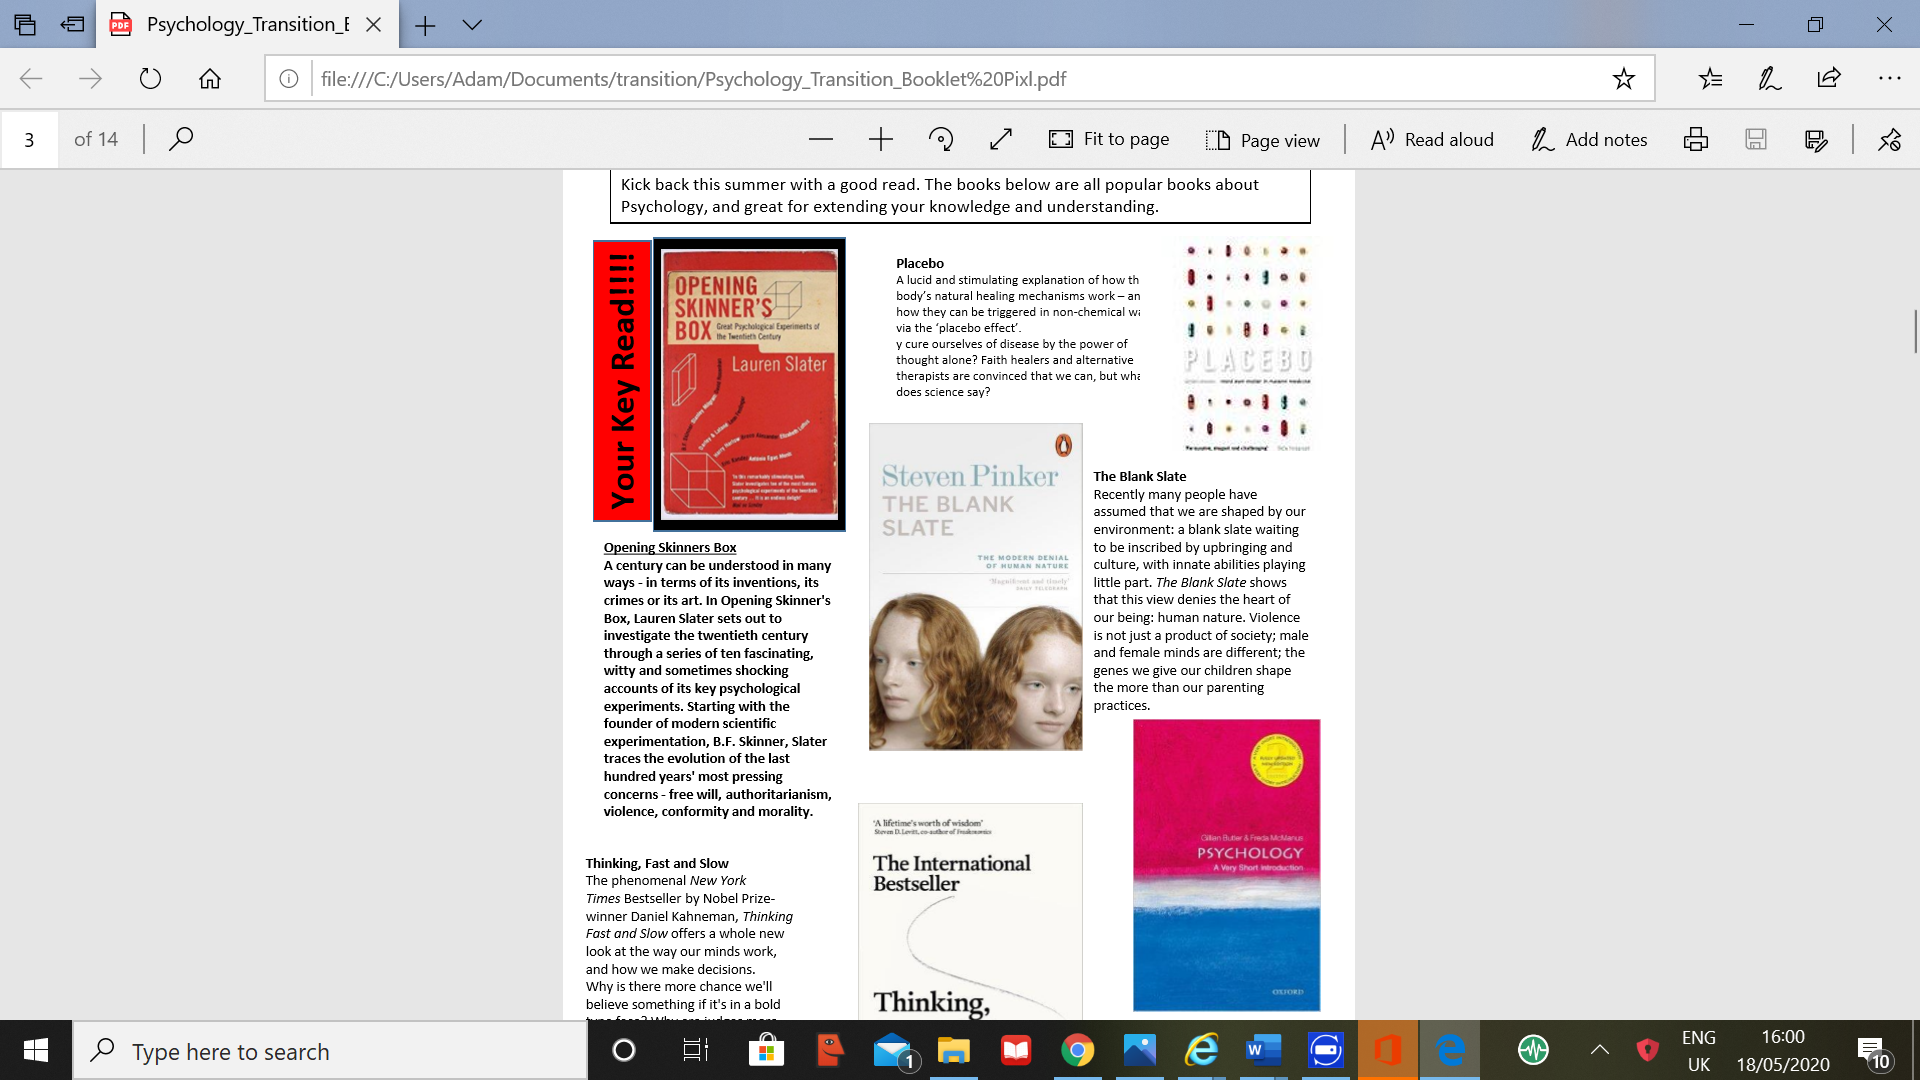 Psychology_Transition_E
file:///C:/Users/Adam/Documents/transition/Psychology_Transition_Booklet%20Pixl.pdf
3 of 14
Fit to page
Page view
Read aloud
Add notes
Kick back this summer with a good read. The books below are all popular books about
Psychology, and great for extending your knowledge and understanding.
Your Key Read!!!!
OPENING
SKINNER'S
BOX
Great Psychological Experiments of
the Twentieth Century
Lauren Slater
Opening Skinners Box
A century can be understood in many
ways - in terms of its inventions, its
crimes or its art. In Opening Skinner's
Box, Lauren Slater sets out to
investigate the twentieth century
through a series of ten fascinating,
witty and sometimes shocking
accounts of its key psychological
experiments. Starting with the
founder of modern scientific
experimentation, B.F. Skinner, Slater
traces the evolution of the last
hundred years' most pressing
concerns - free will, authoritarianism,
violence, conformity and morality.
Thinking, Fast and Slow
The phenomenal New York
Times Bestseller by Nobel Prize-
winner Daniel Kahneman, Thinking
Fast and Slow offers a whole new
look at the way our minds work,
and how we make decisions.
Why is there more chance we'll
believe something if it's in a bold
Placebo
A lucid and stimulating explanation of how th
body's natural healing mechanisms work – an
how they can be triggered in non-chemical wa
via the 'placebo effect'.
y cure ourselves of disease by the power of
thought alone? Faith healers and alternative
therapists are convinced that we can, but wha
does science say?
PLACEBO
Steven Pinker
THE BLANK
SLATE
THE MODERN DENIAL
OF HUMAN NATURE
'Magnificent and timely'
DAILY TELEGRAPH
The Blank Slate
Recently many people have
assumed that we are shaped by our
environment: a blank slate waiting
to be inscribed by upbringing and
culture, with innate abilities playing
little part. The Blank Slate shows
that this view denies the heart of
our being: human nature. Violence
is not just a product of society; male
and female minds are different; the
genes we give our children shape
the more than our parenting
practices.
'A lifetime's worth of wisdom'
Steven D. Levitt, co-author of Freakonomics
The International
Bestseller
Thinking,
Gillian Butler & Freda McManus
PSYCHOLOGY
A Very Short Introduction
OXFORD
Type here to search
1
ENG
UK
16:00
18/05/2020
10